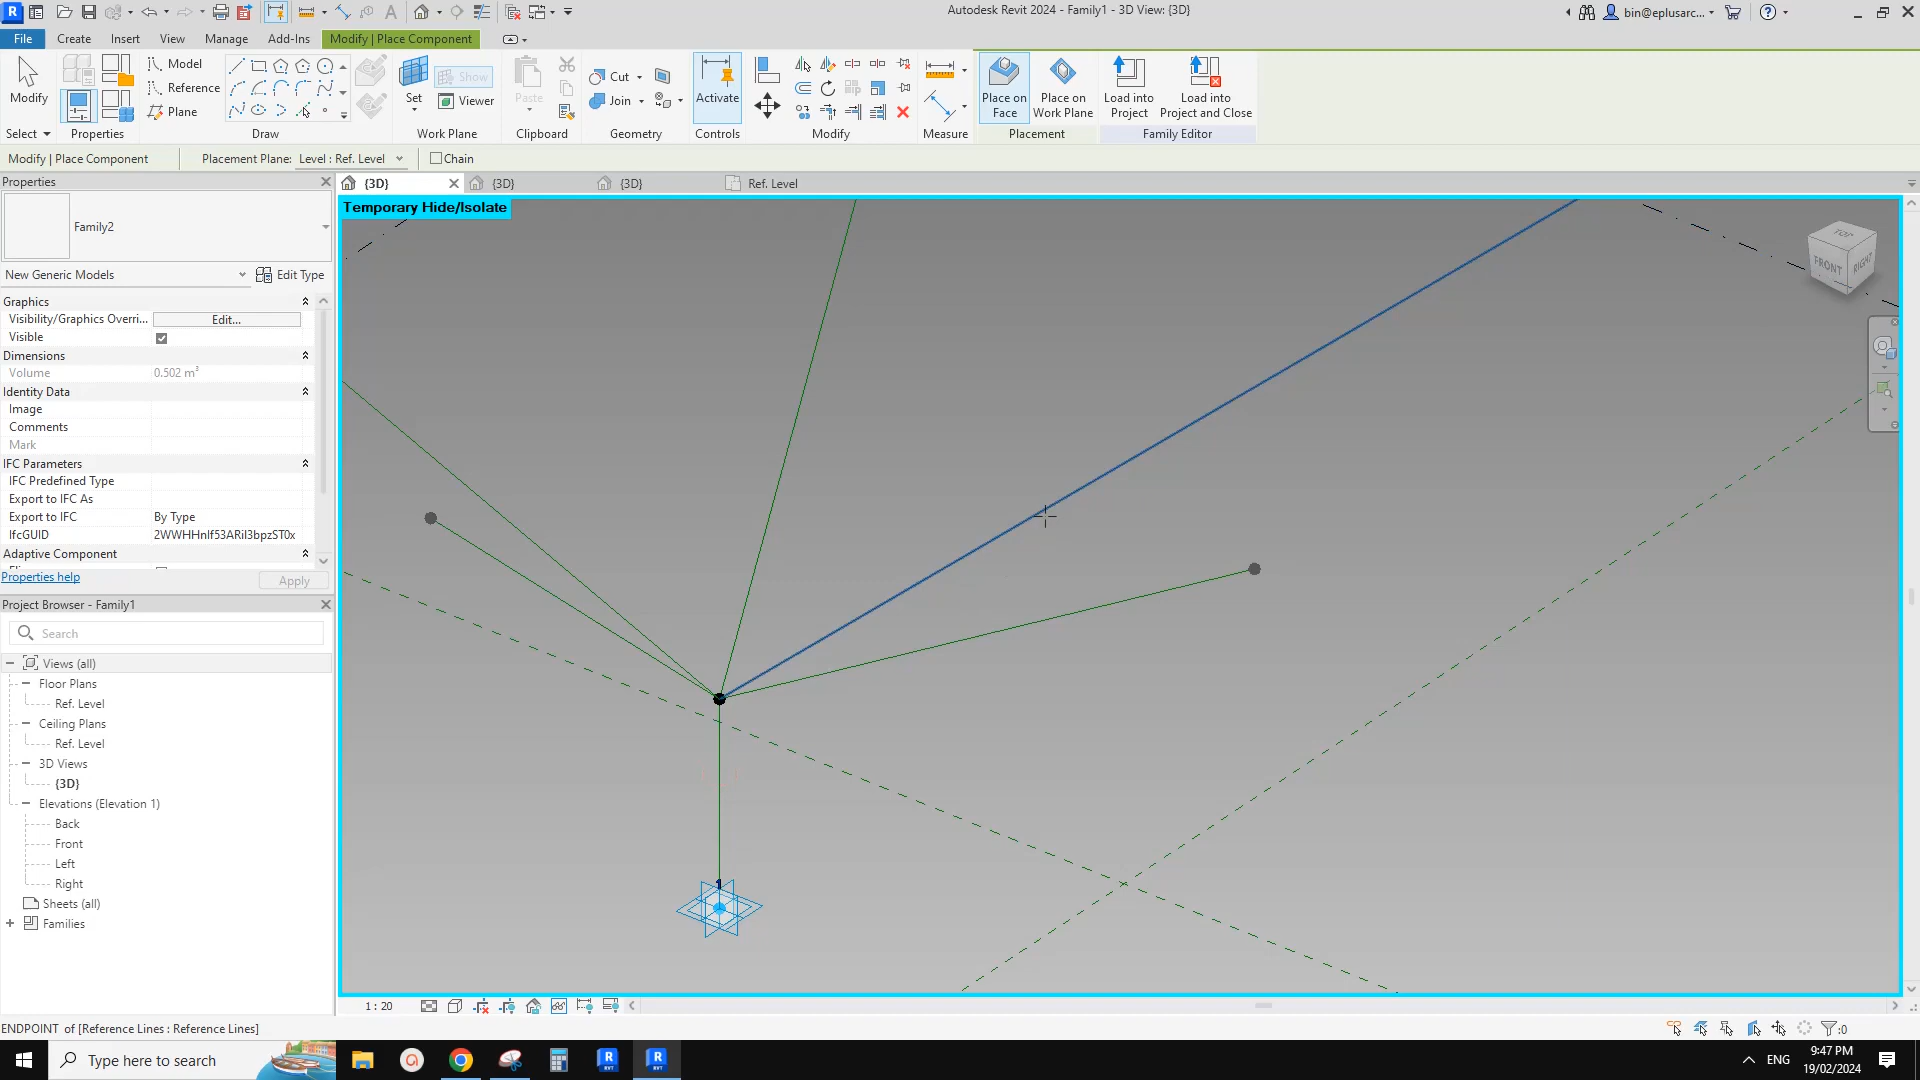 Autodesk Revit 2024 - Family1 - 3D View: {3D}
bin@eplusarc...
File
Create
Insert
View
Manage
Add-Ins
Modify | Place Component
Modify
Select
Properties
Model
Reference
Plane
Draw
Set
Show
Viewer
Work Plane
Paste
Clipboard
Cut
Join
Geometry
Activate
Controls
Modify
Measure
Place on
Face
Place on
Work Plane
Placement
Load into
Project
Load into
Project and Close
Family Editor
Modify | Place Component
Placement Plane:
Level : Ref. Level
Chain
Properties
{3D}
{3D}
{3D}
Ref. Level
Temporary Hide/Isolate
Family2
New Generic Models
Edit Type
Graphics
Visibility/Graphics Overri...
Edit...
Visible
Dimensions
Volume
0.502 m³
Identity Data
Image
Comments
Mark
IFC Parameters
IFC Predefined Type
Export to IFC As
Export to IFC
By Type
IfcGUID
Adaptive Component
Properties help
Apply
Project Browser - Family1
Search
Views (all)
Floor Plans
Ref. Level
Ceiling Plans
Ref. Level
3D Views
{3D}
Elevations (Elevation 1)
Back
Front
Left
Right
Sheets (all)
Families
TOP
FRONT
RIGHT
1
1 : 20
ENDPOINT of [Reference Lines : Reference Lines]
:0
Type here to search
ENG
9:47 PM
19/02/2024